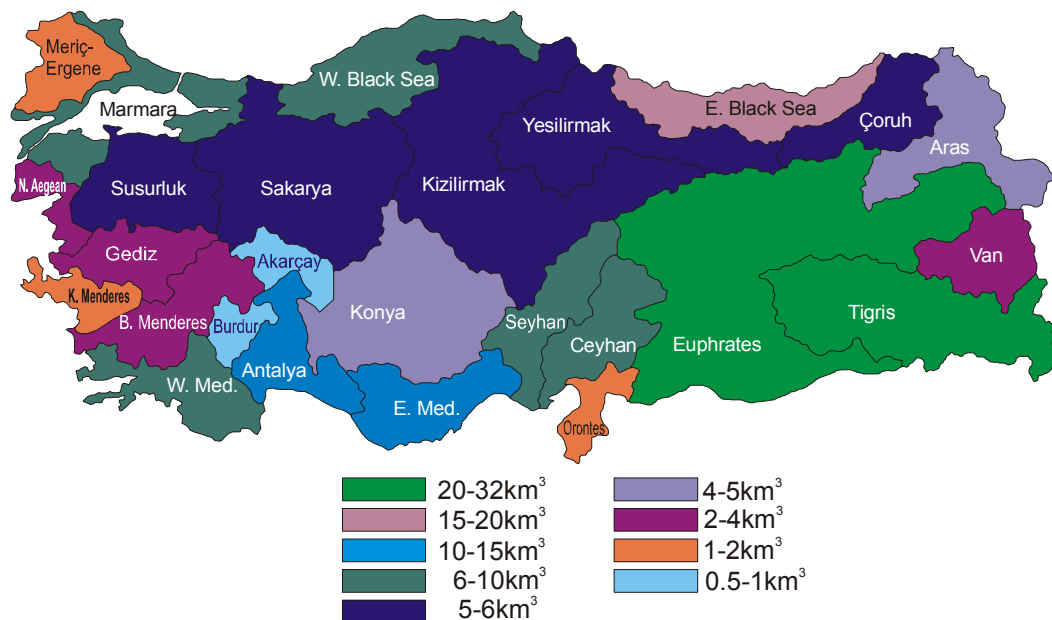 Meriç-
Ergene
W. Black Sea
Marmara
E. Black Sea
Yesilirmak
Çoruh
Aras
N. Aegean
Susurluk
Sakarya
Kizilirmak
Gediz
Akarçay
Van
K. Menderes
Konya
Tigris
B. Menderes
Burdur
Seyhan
Ceyhan
Euphrates
Antalya
W. Med.
E. Med.
Orontes
20-32km³
15-20km³
10-15km³
6-10km³
5-6km³
4-5km³
2-4km³
1-2km³
0.5-1km³